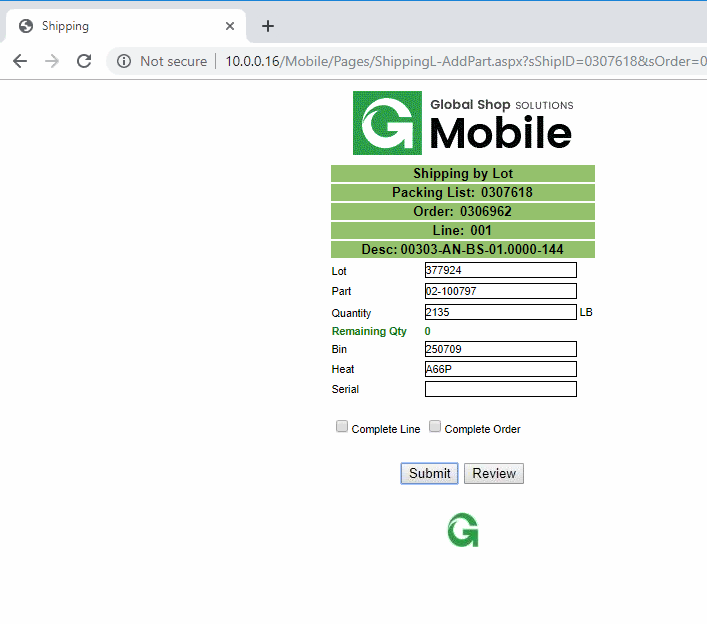 Shipping
Not secure 10.0.0.16/Mobile/Pages/ShippingL-AddPart.aspx?sShipID=0307618&sOrder=0
Global Shop SOLUTIONS
Mobile
Shipping by Lot
Packing List: 0307618
Order: 0306962
Line: 001
Desc: 00303-AN-BS-01.0000-144
Lot 377924
Part 02-100797
Quantity 2135 LB
Remaining Qty 0
Bin 250709
Heat A66P
Serial
Complete Line Complete Order
Submit Review